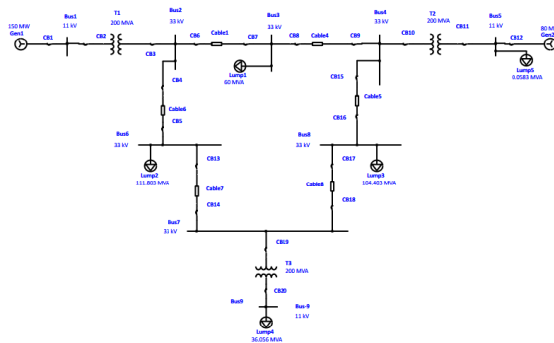 150 MW
Gen1
CB1
Bus1
11 kV
CB2
T1
200 MVA
CB3
Bus2
33 kV
CB6
Cable1
CB7
Bus3
33 kV
CB8
Cable4
CB9
Bus4
33 kV
CB10
T2
200 MVA
CB11
Bus5
11 kV
CB12
80 M
Gen2
Lump5
0.0583 MVA
Lump1
60 MVA
CB4
Cable6
CB5
CB15
Cable5
CB16
Bus6
33 kV
Lump2
111.803 MVA
CB13
Cable7
CB14
Bus8
33 kV
CB17
Cable8
CB18
Lump3
104.403 MVA
Bus7
31 kV
CB19
T3
200 MVA
CB20
Bus9
Bus-9
11 kV
Lump4
36.056 MVA